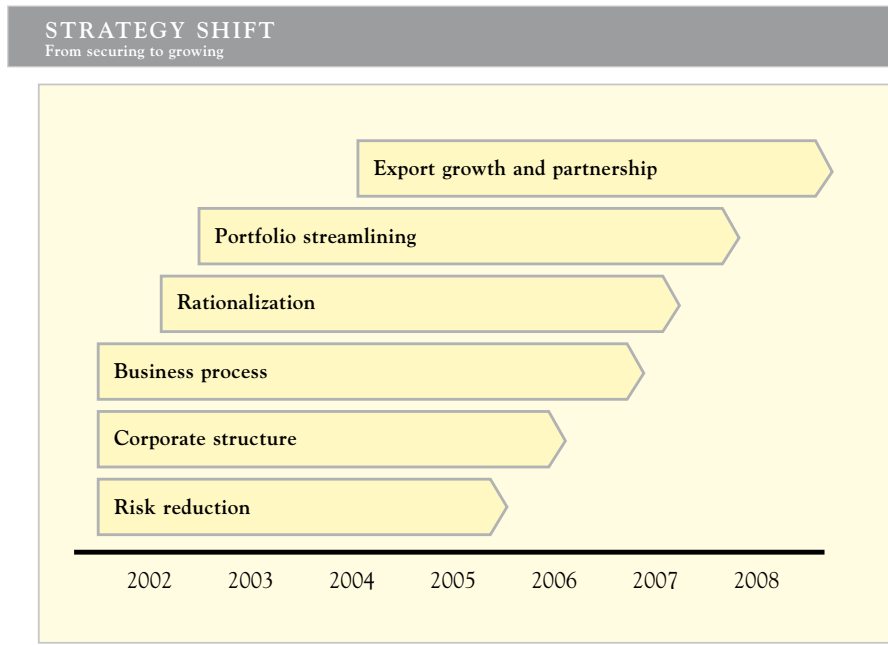 STRATEGY SHIFT
From securing to growing
Export growth and partnership
Portfolio streamlining
Rationalization
Business process
Corporate structure
Risk reduction
2002 2003 2004 2005 2006 2007 2008